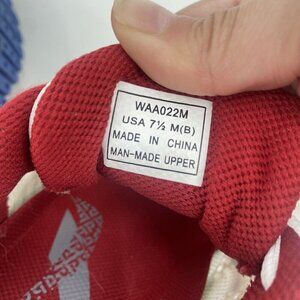 WAA022M
USA 7½ M(B)
MADE IN CHINA
MAN-MADE UPPER